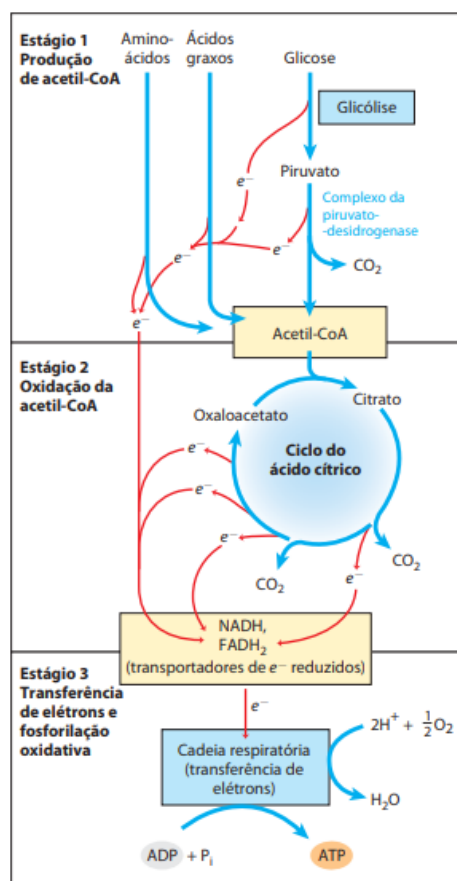 Estágio 1
Produção
de acetil-CoA
Amino-
ácidos
Ácidos
graxos
Glicose
Glicólise
Piruvato
e–
Complexo da
piruvato-
-desidrogenase
e–
e–
CO2
e–
Acetil-CoA
Estágio 2
Oxidação da
acetil-CoA
Oxaloacetato
Citrato
Ciclo do
ácido cítrico
e–
e–
e–
CO2
CO2
e–
NADH,
FADH2
(transportadores de e– reduzidos)
Estágio 3
Transferência
de elétrons e
fosforilação
oxidativa
e–
2H+ + 1/2 O2
Cadeia respiratória
(transferência de
elétrons)
H2O
ADP + Pi
ATP